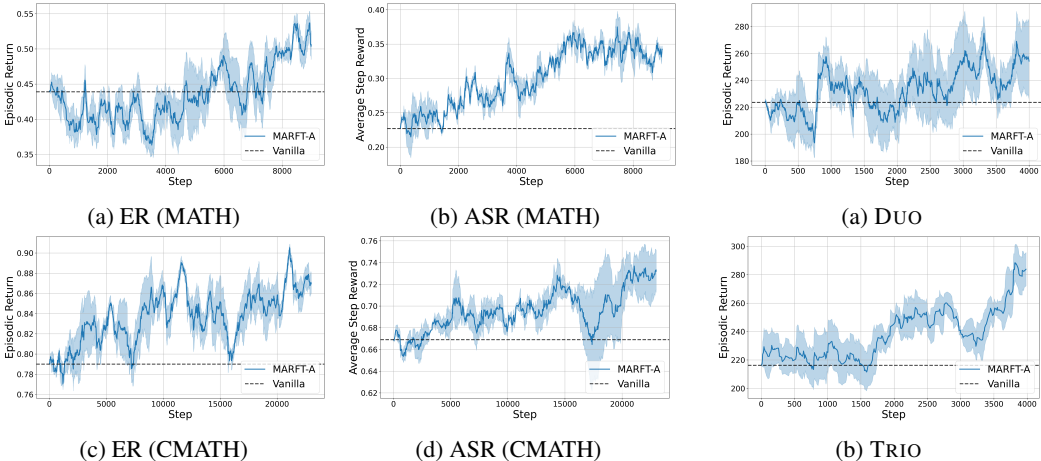 0.55
0.50
0.45
0.40
0.35
Episodic Return
0 2000 4000 6000 8000
Step
MARFT-A
Vanilla
(a) ER (MATH)
0.40
0.35
0.30
0.25
0.20
Average Step Reward
0 2000 4000 6000 8000
Step
MARFT-A
Vanilla
(b) ASR (MATH)
280
260
240
220
200
180
Episodic Return
0 500 1000 1500 2000 2500 3000 3500 4000
Step
MARFT-A
Vanilla
(a) DUO
0.90
0.88
0.86
0.84
0.82
0.80
0.78
0.76
Episodic Return
0 5000 10000 15000 20000
Step
MARFT-A
Vanilla
(c) ER (CMATH)
0.76
0.74
0.72
0.70
0.68
0.66
0.64
0.62
Average Step Reward
0 5000 10000 15000 20000
Step
MARFT-A
Vanilla
(d) ASR (CMATH)
300
280
260
240
220
200
Episodic Return
0 500 1000 1500 2000 2500 3000 3500 4000
Step
MARFT-A
Vanilla
(b) TRIO